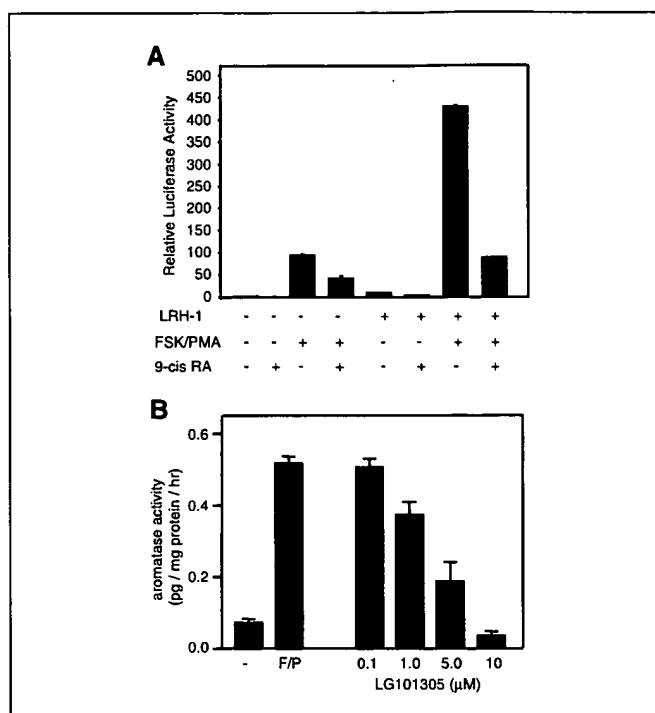 A
Relative Luciferase Activity
500
450
400
350
300
250
200
150
100
50
0
LRH-1 - - - - + + + +
FSK/PMA - - + + - - + +
9-cis RA - + - + - + - +
B
aromatase activity
(pg / mg protein / hr)
0.6
0.4
0.2
0.0
- F/P 0.1 1.0 5.0 10
LG101305 (μM)